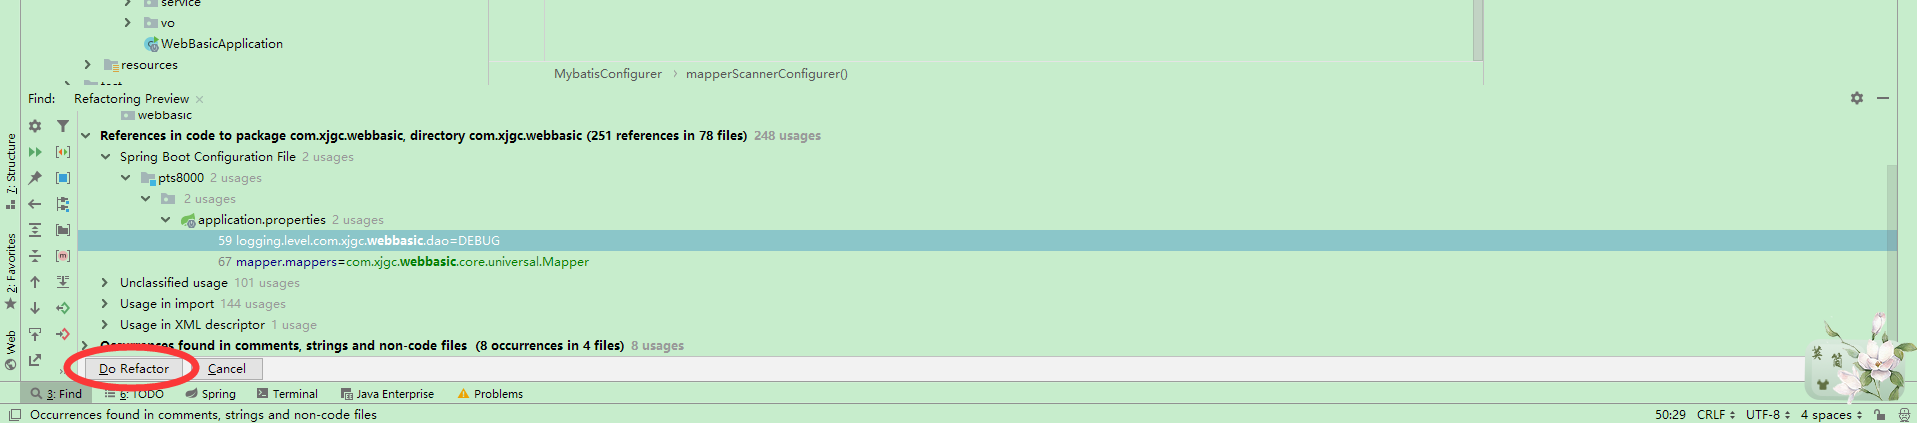 service
vo
WebBasicApplication
resources
MybatisConfigurer › mapperScannerConfigurer()
Find: Refactoring Preview
webbasic
References in code to package com.xjgc.webbasic, directory com.xjgc.webbasic (251 references in 78 files) 248 usages
Spring Boot Configuration File 2 usages
pts8000 2 usages
2 usages
application.properties 2 usages
59 logging.level.com.xjgc.webbasic.dao=DEBUG
67 mapper.mappers=com.xjgc.webbasic.core.universal.Mapper
Unclassified usage 101 usages
Usage in import 144 usages
Usage in XML descriptor 1 usage
Occurrences found in comments, strings and non-code files (8 occurrences in 4 files) 8 usages
Do Refactor Cancel
7: Structure
2: Favorites
Web
英 简
3: Find 6: TODO Spring Terminal Java Enterprise Problems
Occurrences found in comments, strings and non-code files 50:29 CRLF UTF-8 4 spaces